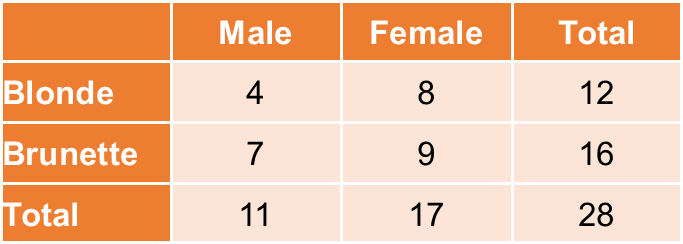 Male Female Total
Blonde 4 8 12
Brunette 7 9 16
Total 11 17 28